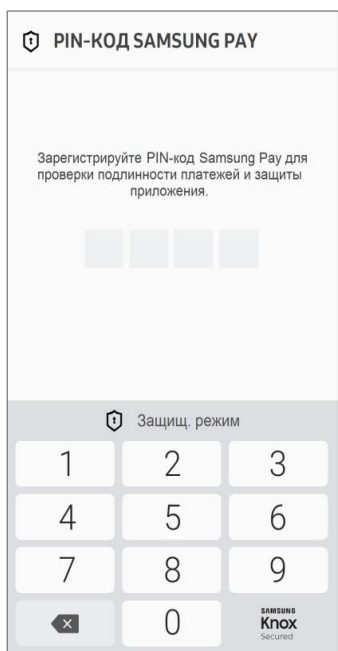 PIN-КОД SAMSUNG PAY
Зарегистрируйте PIN-код Samsung Pay для
проверки подлинности платежей и защиты
приложения.
Защищ. режим
1 2 3
4 5 6
7 8 9
0
SAMSUNG
Knox
Secured